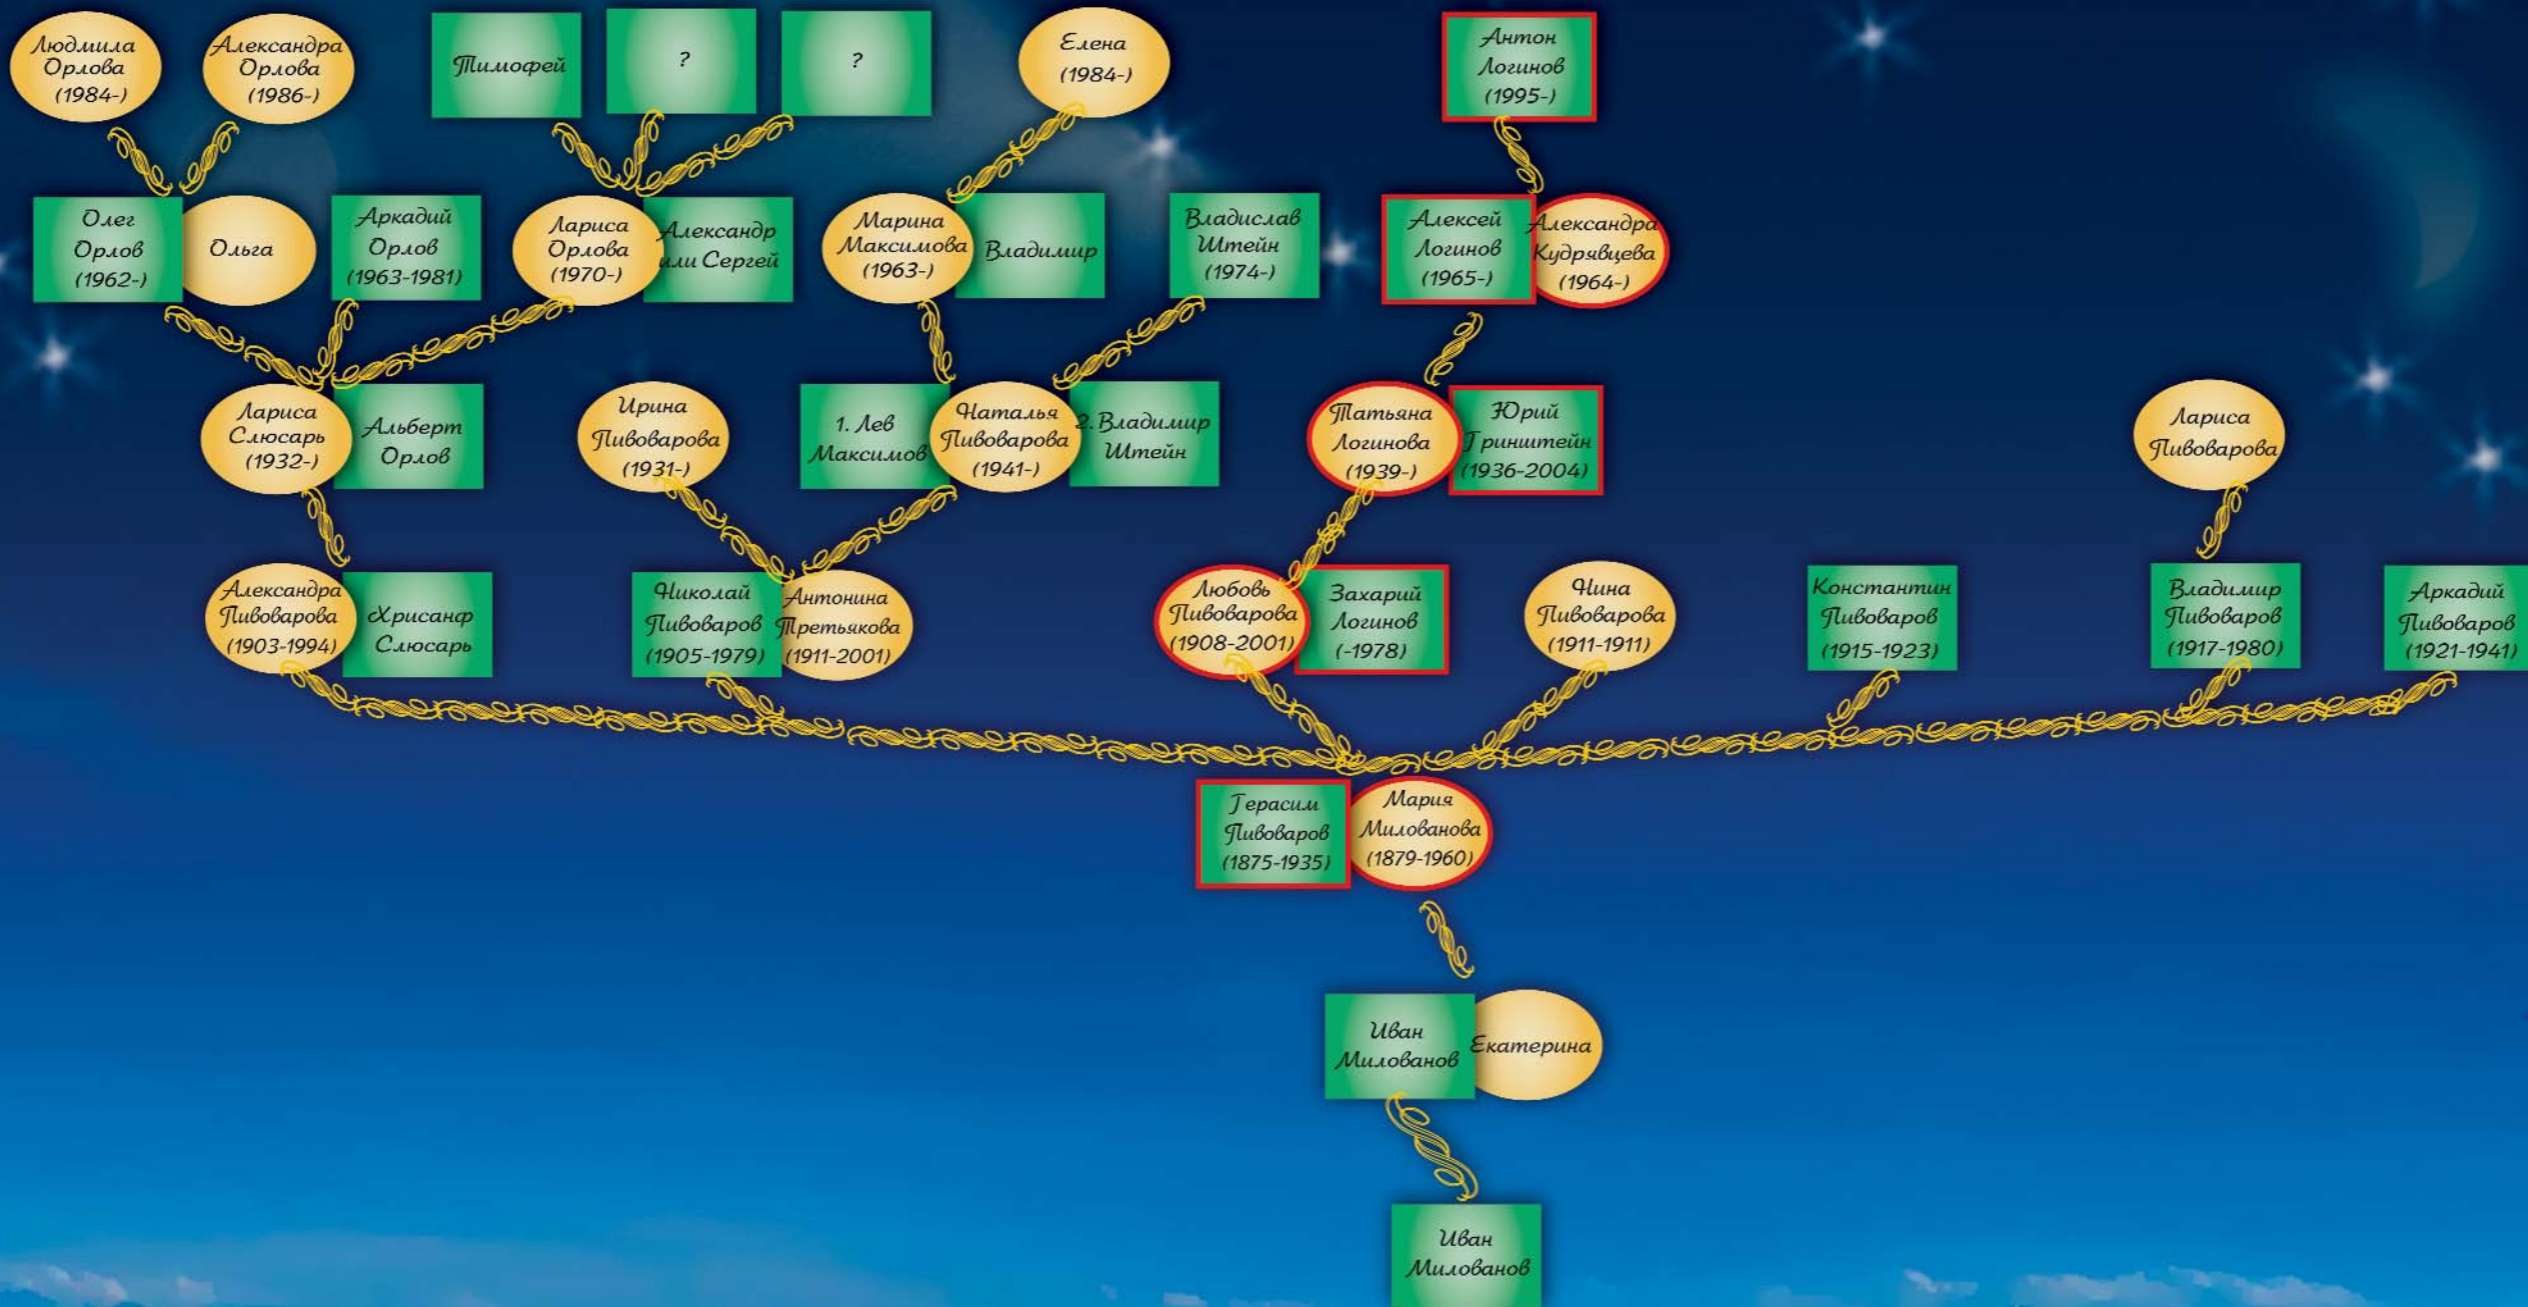 Людмила
Орлова
(1984-)
Александра
Орлова
(1986-)
Тимофей
?
?
Елена
(1984-)
Антон
Логинов
(1995-)
Олег
Орлов
(1962-)
Ольга
Аркадий
Орлов
(1963-1981)
Лариса
Орлова
(1970-)
Александр
или Сергей
Марина
Максимова
(1963-)
Владимир
Владислав
Штейн
(1974-)
Алексей
Логинов
(1965-)
Александра
Кудрявцева
(1964-)
Лариса
Слюсарь
(1932-)
Альберт
Орлов
Ирина
Пивоварова
(1931-)
1. Лев
Максимов
Наталья
Пивоварова
(1941-)
2. Владимир
Штейн
Татьяна
Логинова
(1939-)
Юрий
Гринштейн
(1936-2004)
Лариса
Пивоварова
Александра
Пивоварова
(1903-1994)
Хрисанф
Слюсарь
Николай
Пивоваров
(1905-1979)
Антонина
Третьякова
(1911-2001)
Любовь
Пивоварова
(1908-2001)
Захарий
Логинов
(-1978)
Нина
Пивоварова
(1911-1911)
Константин
Пивоваров
(1915-1923)
Владимир
Пивоваров
(1917-1980)
Аркадий
Пивоваров
(1921-1941)
Герасим
Пивоваров
(1875-1935)
Мария
Милованова
(1879-1960)
Иван
Милованов
Екатерина
Иван
Милованов